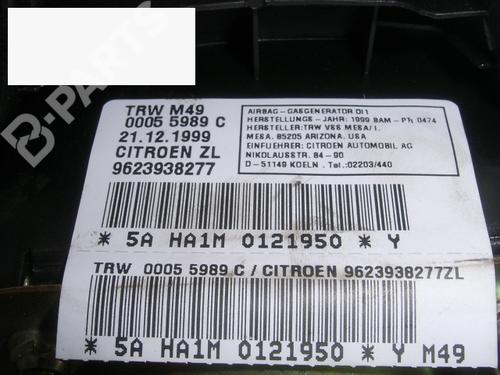 B-PARTS
TRW M49
0005 5989 C
21.12.1999
CITROEN ZL
9623938277
AIRBAG-GASGENERATOR DI1
HERSTELLUNGS - JAHR: 1999 BAM - P1 0474
HERSTELLER: TRW VSS MESA/1.
MESA. 85205 ARIZONA. USA
EINFUEHRER: CITROEN AUTOMOBIL AG
NIKOLAUSSTR. 84-90
D-51149 KOELN . Tel.:02203/440
* 5A HA1M 0121950 * Y
TRW 0005 5989 C / CITROEN 9623938277ZL
* 5A HA1M 0121950 * Y M49